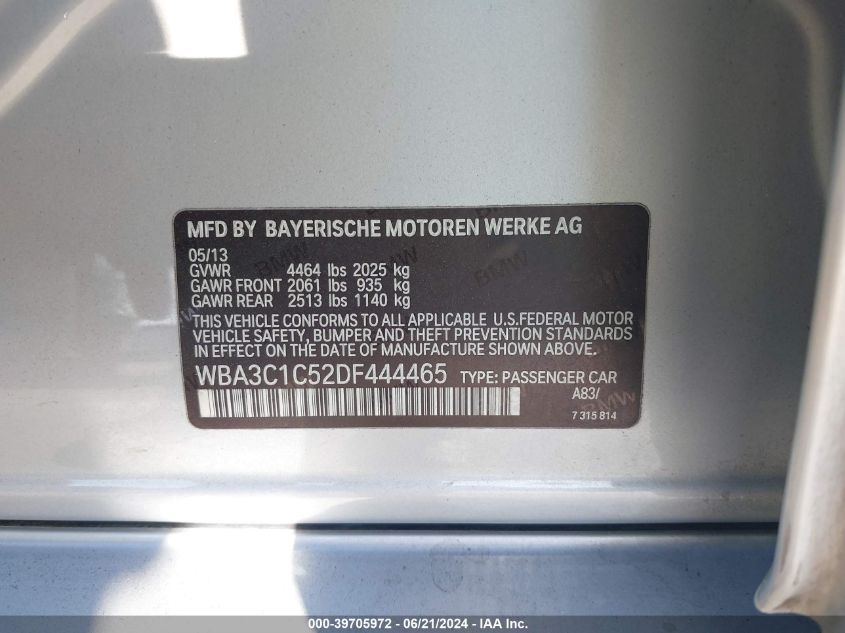 MFD BY BAYERISCHE MOTOREN WERKE AG
05/13
GVWR 4464 lbs 2025 kg
GAWR FRONT 2061 lbs 935 kg
GAWR REAR 2513 lbs 1140 kg
THIS VEHICLE CONFORMS TO ALL APPLICABLE U.S.FEDERAL MOTOR
VEHICLE SAFETY, BUMPER AND THEFT PREVENTION STANDARDS
IN EFFECT ON THE DATE OF MANUFACTURE SHOWN ABOVE.
WBA3C1C52DF444465 TYPE: PASSENGER CAR
A83/
7 315 814
BMW
BMW
BMW
000-39705972 / 06/21/2024 / IAA Inc.